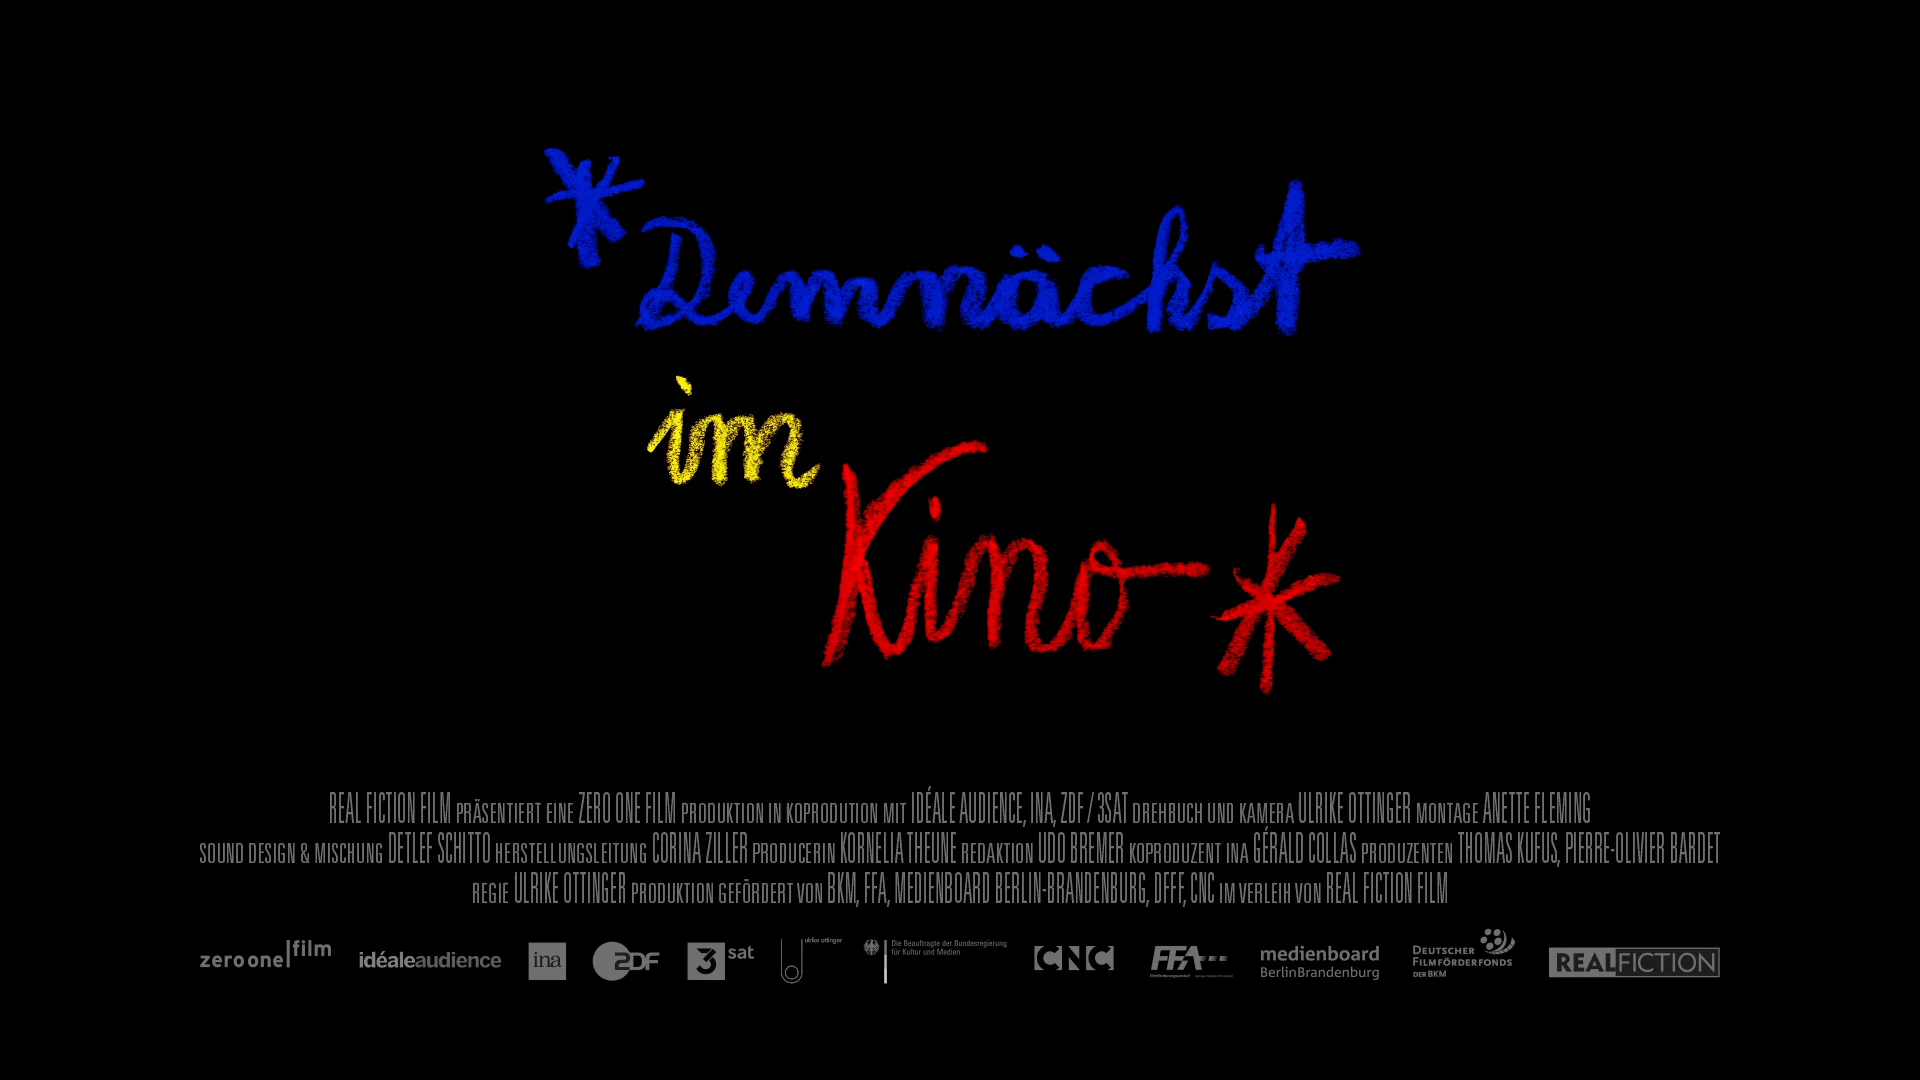 *Demnächst
im
Kino*
REAL FICTION FILM PRÄSENTIERT EINE ZERO ONE FILM PRODUKTION IN KOPRODUTION MIT IDÉALE AUDIENCE, INA, ZDF / 3SAT DREHBUCH UND KAMERA ULRIKE OTTINGER MONTAGE ANETTE FLEMING
SOUND DESIGN & MISCHUNG DETLEF SCHITTO HERSTELLUNGSLEITUNG CORINA ZILLER PRODUCERIN KORNELIA THEUNE REDAKTION UDO BREMER KOPRODUZENT INA GÉRALD COLLAS PRODUZENTEN THOMAS KUFUS, PIERRE-OLIVIER BARDET
REGIE ULRIKE OTTINGER PRODUKTION GEFÖRDERT VON BKM, FFA, MEDIENBOARD BERLIN-BRANDENBURG, DFFF, CNC IM VERLEIH VON REAL FICTION FILM
zero one film
idéaleaudience
ina
2DF
3sat
ulrike ottinger
Die Beauftragte der Bundesregierung
für Kultur und Medien
CNC
FFA
medienboard
BerlinBrandenburg
DEUTSCHER
FILMFÖRDERFONDS
DER BKM
REALFICTION